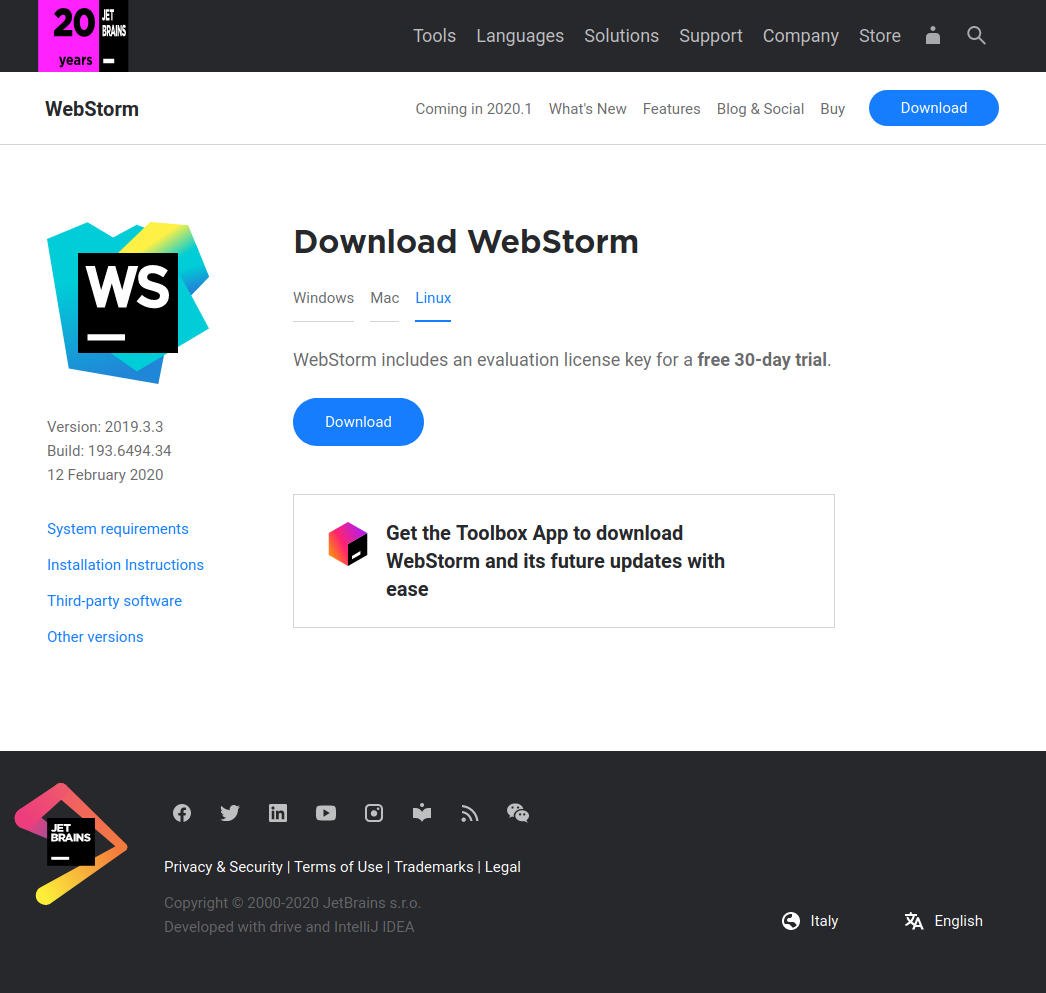 20 years JET BRAINS
Tools Languages Solutions Support Company Store
WebStorm
Coming in 2020.1 What's New Features Blog & Social Buy Download
WS
Download WebStorm
Windows Mac Linux
WebStorm includes an evaluation license key for a free 30-day trial.
Download
Version: 2019.3.3
Build: 193.6494.34
12 February 2020
System requirements
Installation Instructions
Third-party software
Other versions
Get the Toolbox App to download
WebStorm and its future updates with
ease
JET
BRAINS
Privacy & Security | Terms of Use | Trademarks | Legal
Copyright © 2000-2020 JetBrains s.r.o.
Developed with drive and IntelliJ IDEA
Italy English